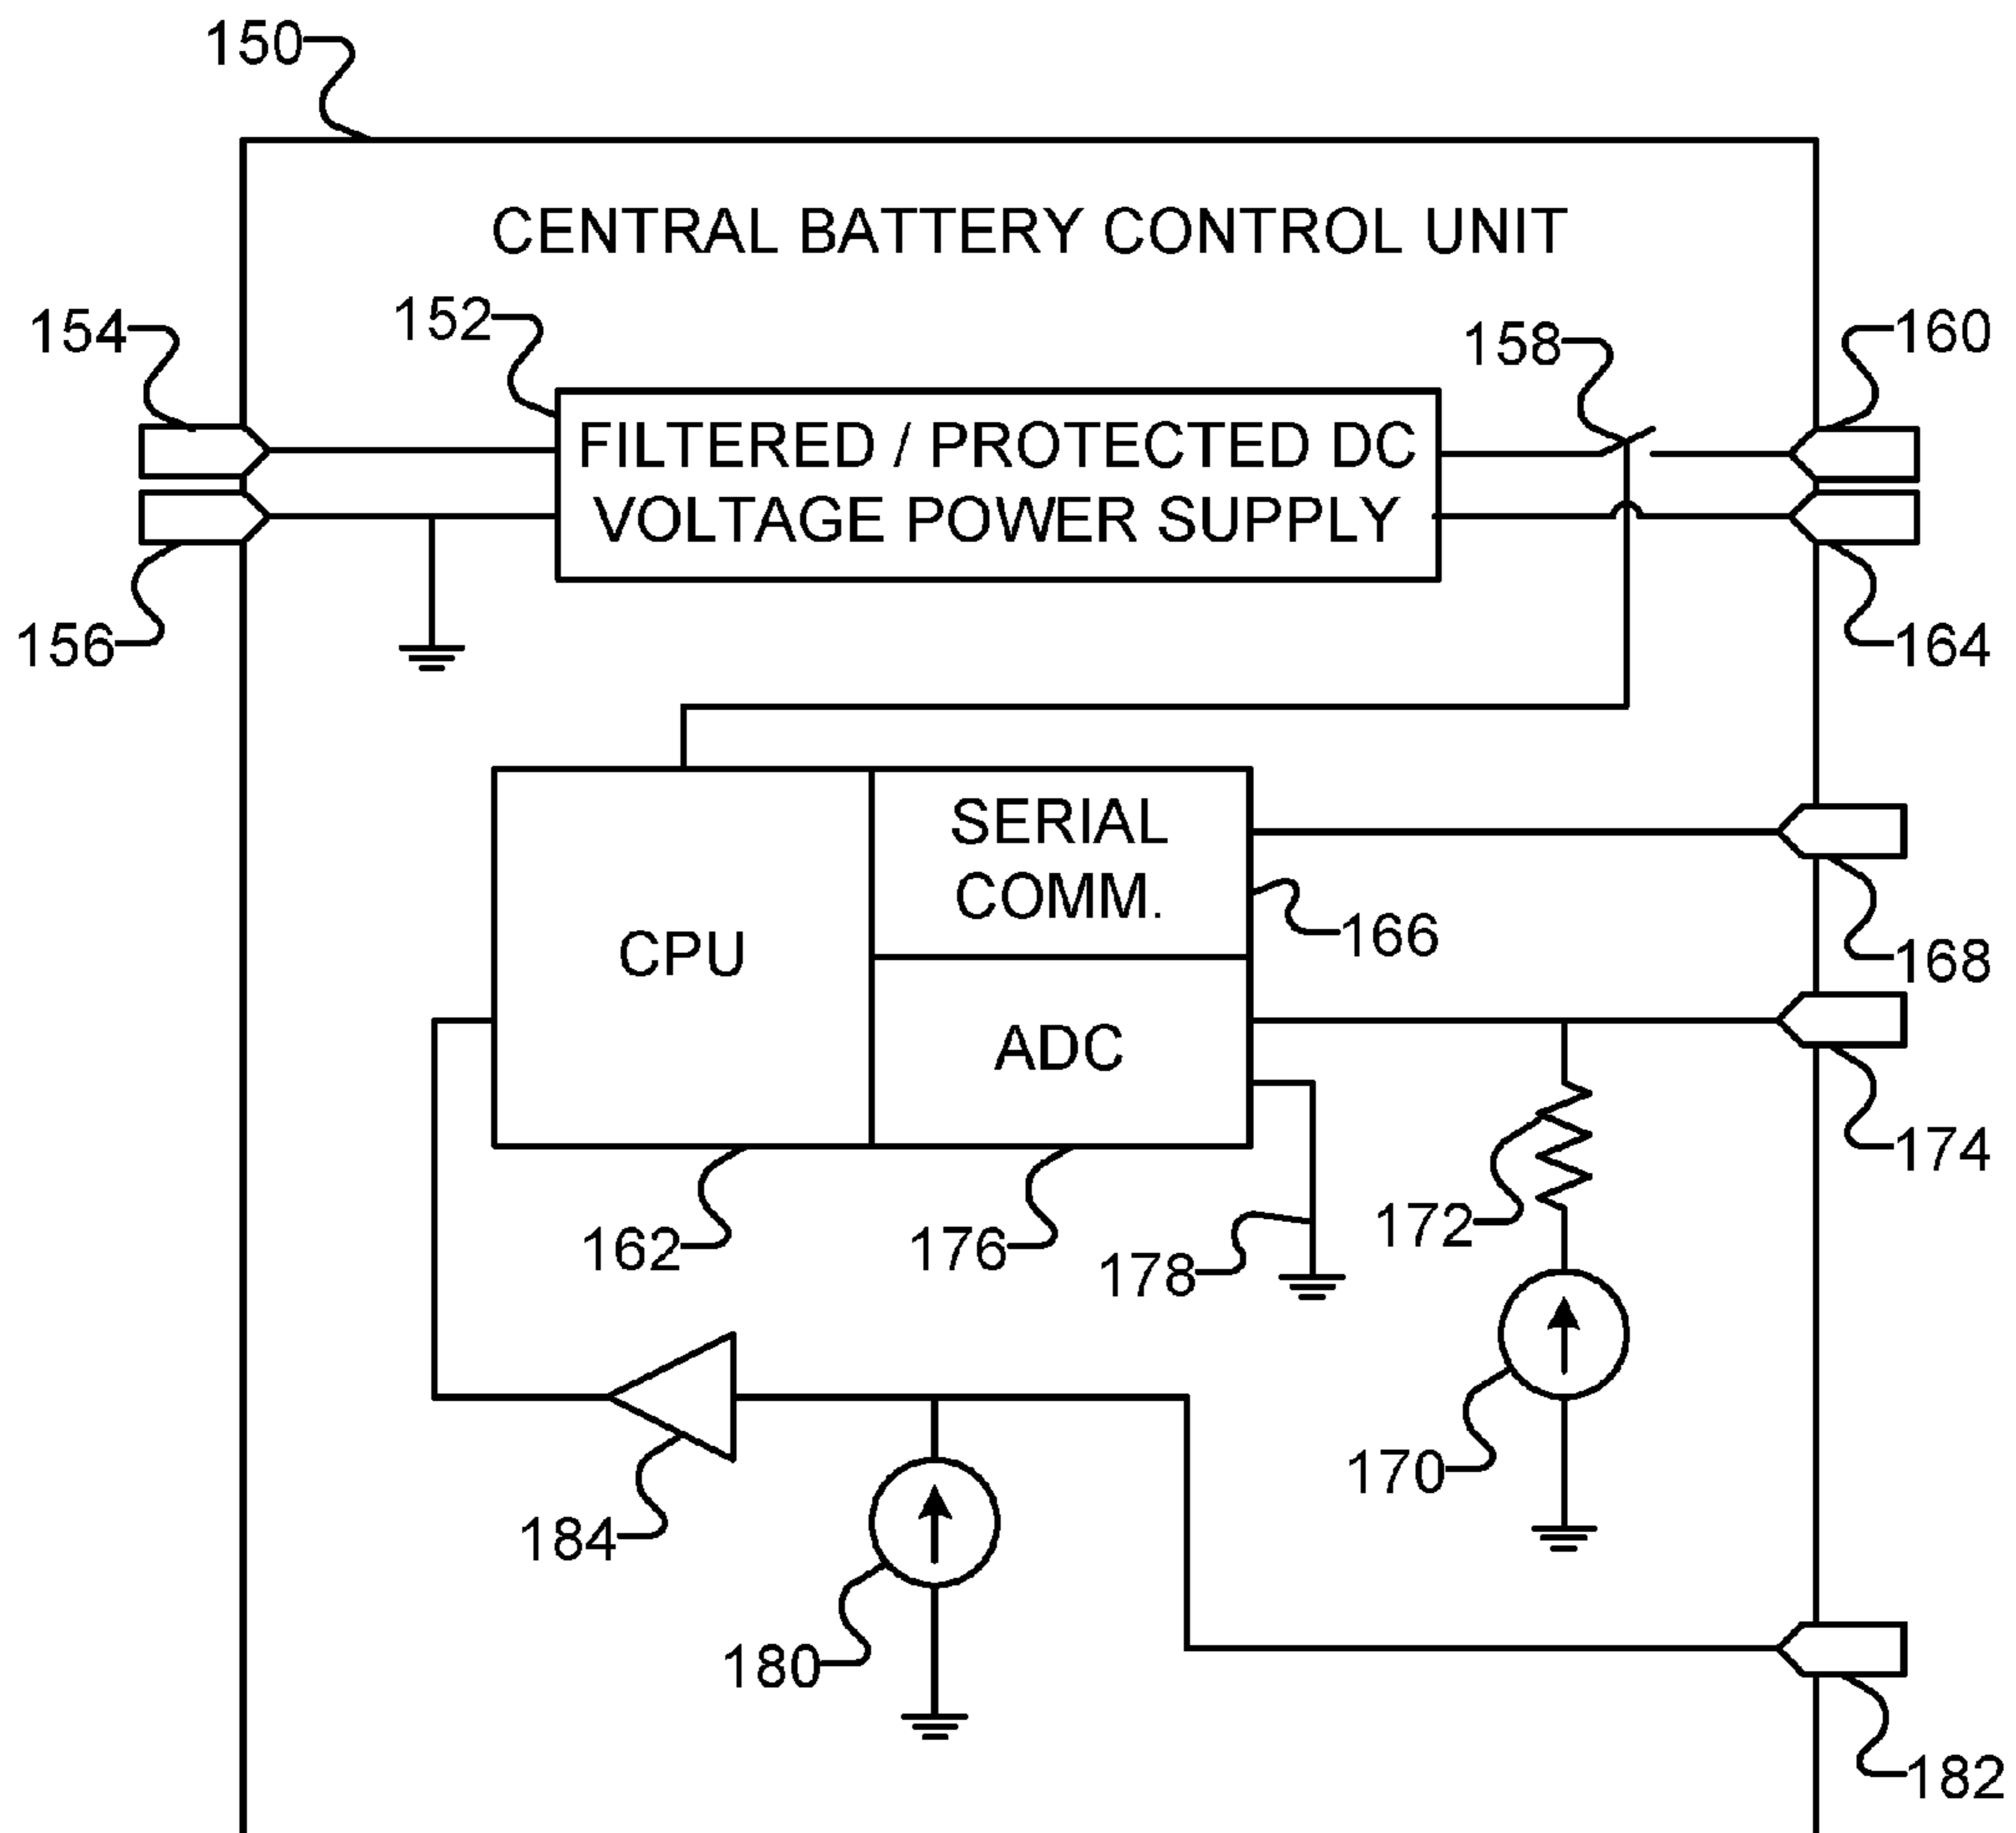 150
CENTRAL BATTERY CONTROL UNIT
154
152
158
160
FILTERED / PROTECTED DC
VOLTAGE POWER SUPPLY
156
164
SERIAL
COMM.
CPU
166
168
ADC
174
162
176
178
172
170
184
180
182